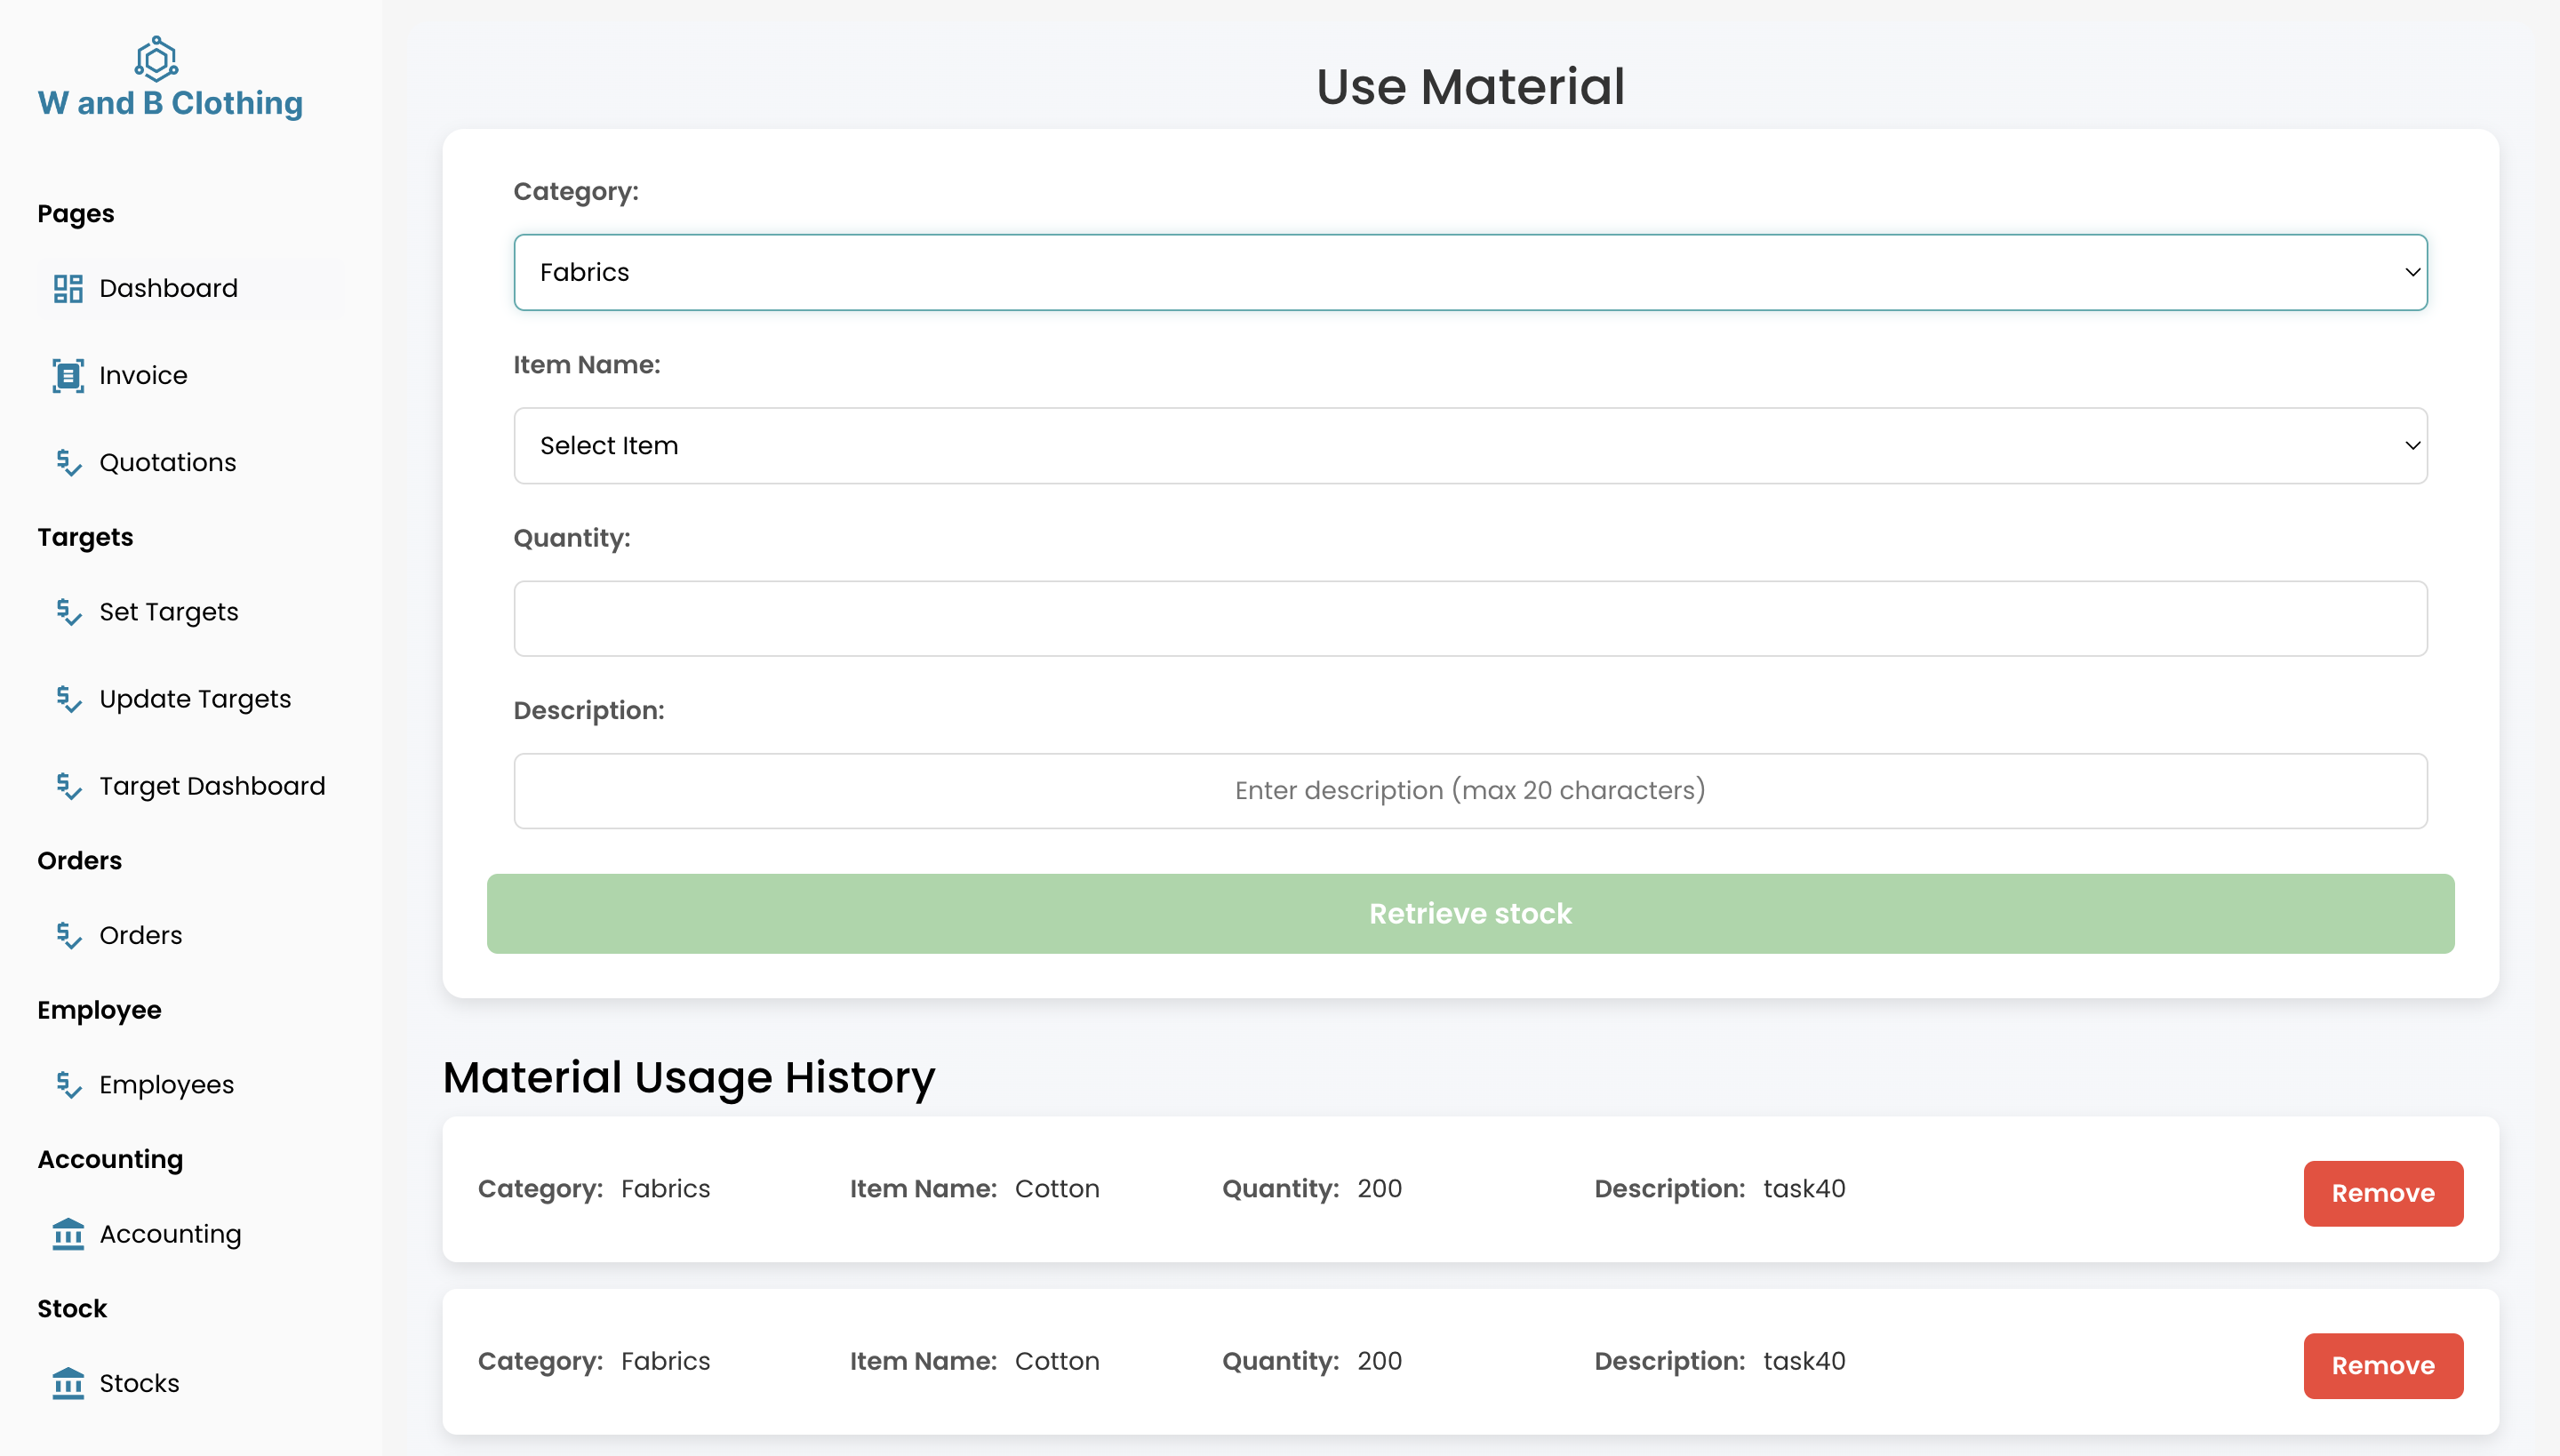 W and B Clothing
Pages
Dashboard
Invoice
Quotations
Targets
Set Targets
Update Targets
Target Dashboard
Orders
Orders
Employee
Employees
Accounting
Accounting
Stock
Stocks
Use Material
Category:
Fabrics
Item Name:
Select Item
Quantity:
Description:
Enter description (max 20 characters)
Retrieve stock
Material Usage History
Category: Fabrics Item Name: Cotton Quantity: 200 Description: task40 Remove
Category: Fabrics Item Name: Cotton Quantity: 200 Description: task40 Remove